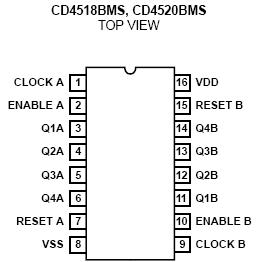 CD4518BMS, CD4520BMS
TOP VIEW
CLOCK A 1 16 VDD
ENABLE A 2 15 RESET B
Q1A 3 14 Q4B
Q2A 4 13 Q3B
Q3A 5 12 Q2B
Q4A 6 11 Q1B
RESET A 7 10 ENABLE B
VSS 8 9 CLOCK B